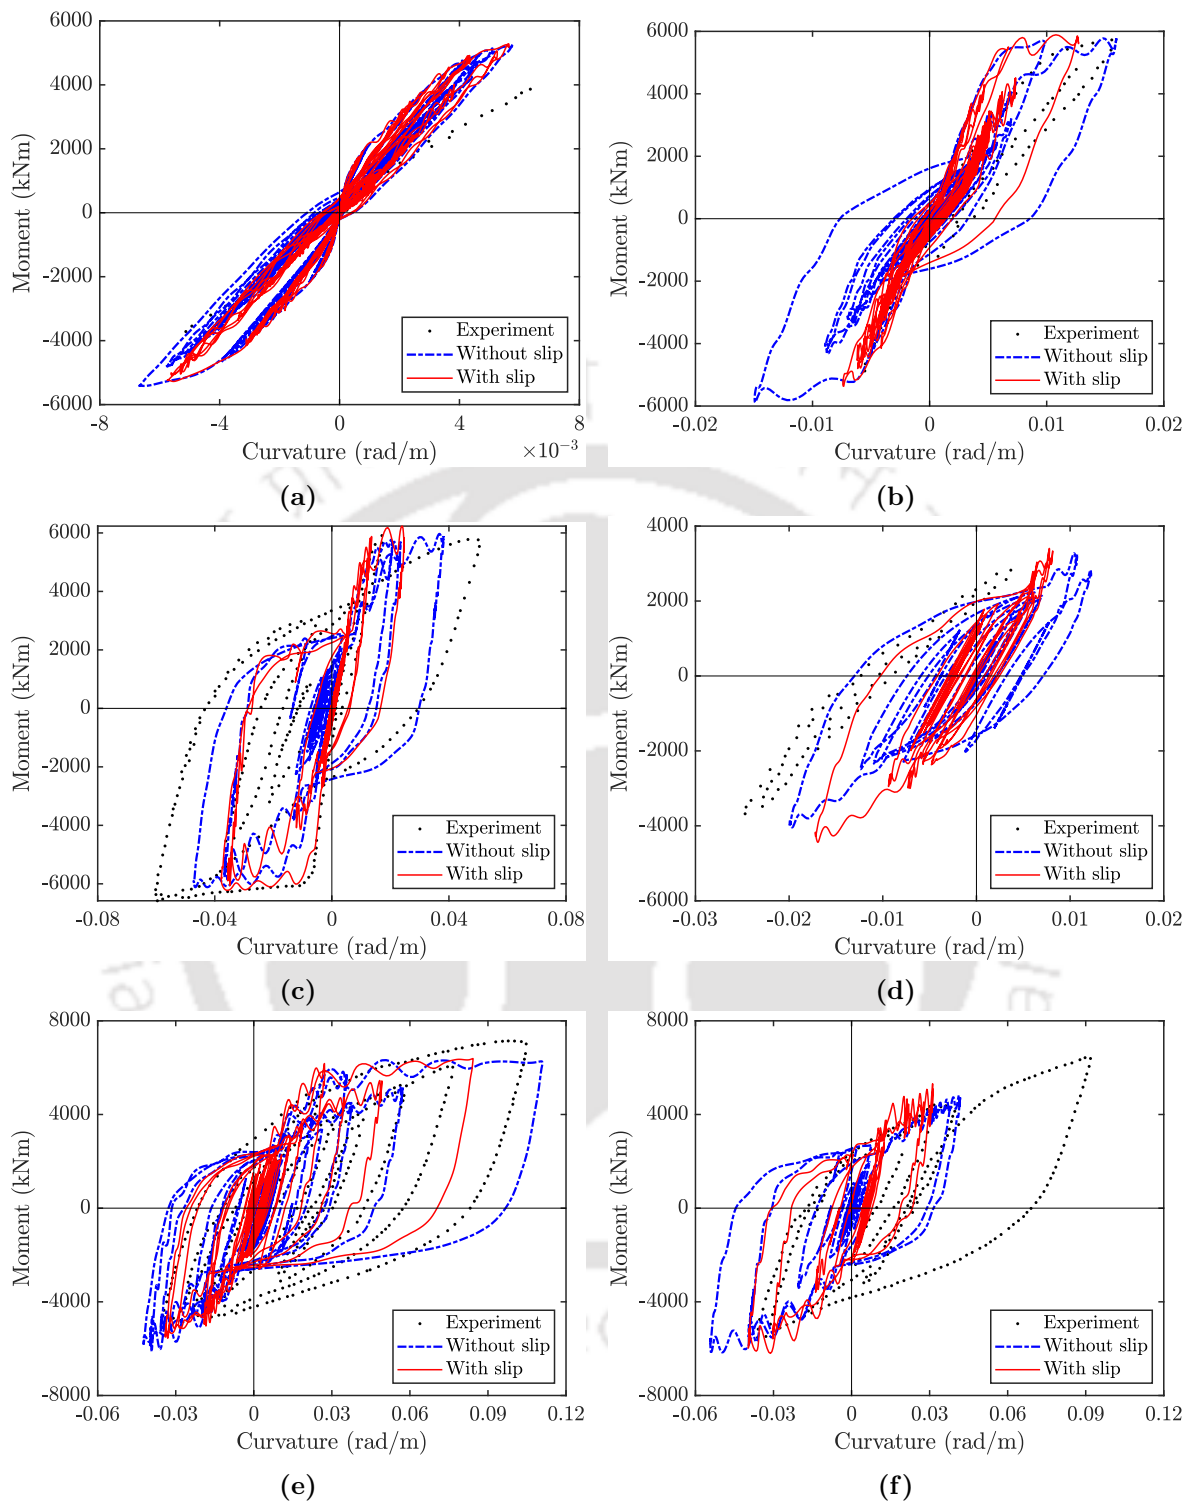 6000
4000
2000
0
-2000
-4000
-6000
Moment (kNm)
-8
-4
0
4
8
×10⁻³
Curvature (rad/m)
Experiment
Without slip
With slip
(a)
6000
4000
2000
0
-2000
-4000
-6000
Moment (kNm)
-0.02
-0.01
0
0.01
0.02
Curvature (rad/m)
Experiment
Without slip
With slip
(b)
6000
4000
2000
0
-2000
-4000
-6000
Moment (kNm)
-0.08
-0.04
0
0.04
0.08
Curvature (rad/m)
Experiment
Without slip
With slip
(c)
4000
2000
0
-2000
-4000
-6000
Moment (kNm)
-0.03
-0.02
-0.01
0
0.01
0.02
Curvature (rad/m)
Experiment
Without slip
With slip
(d)
8000
4000
0
-4000
-8000
Moment (kNm)
-0.06
-0.03
0
0.03
0.06
0.09
0.12
Curvature (rad/m)
Experiment
Without slip
With slip
(e)
8000
4000
0
-4000
-8000
Moment (kNm)
-0.06
-0.03
0
0.03
0.06
0.09
0.12
Curvature (rad/m)
Experiment
Without slip
With slip
(f)